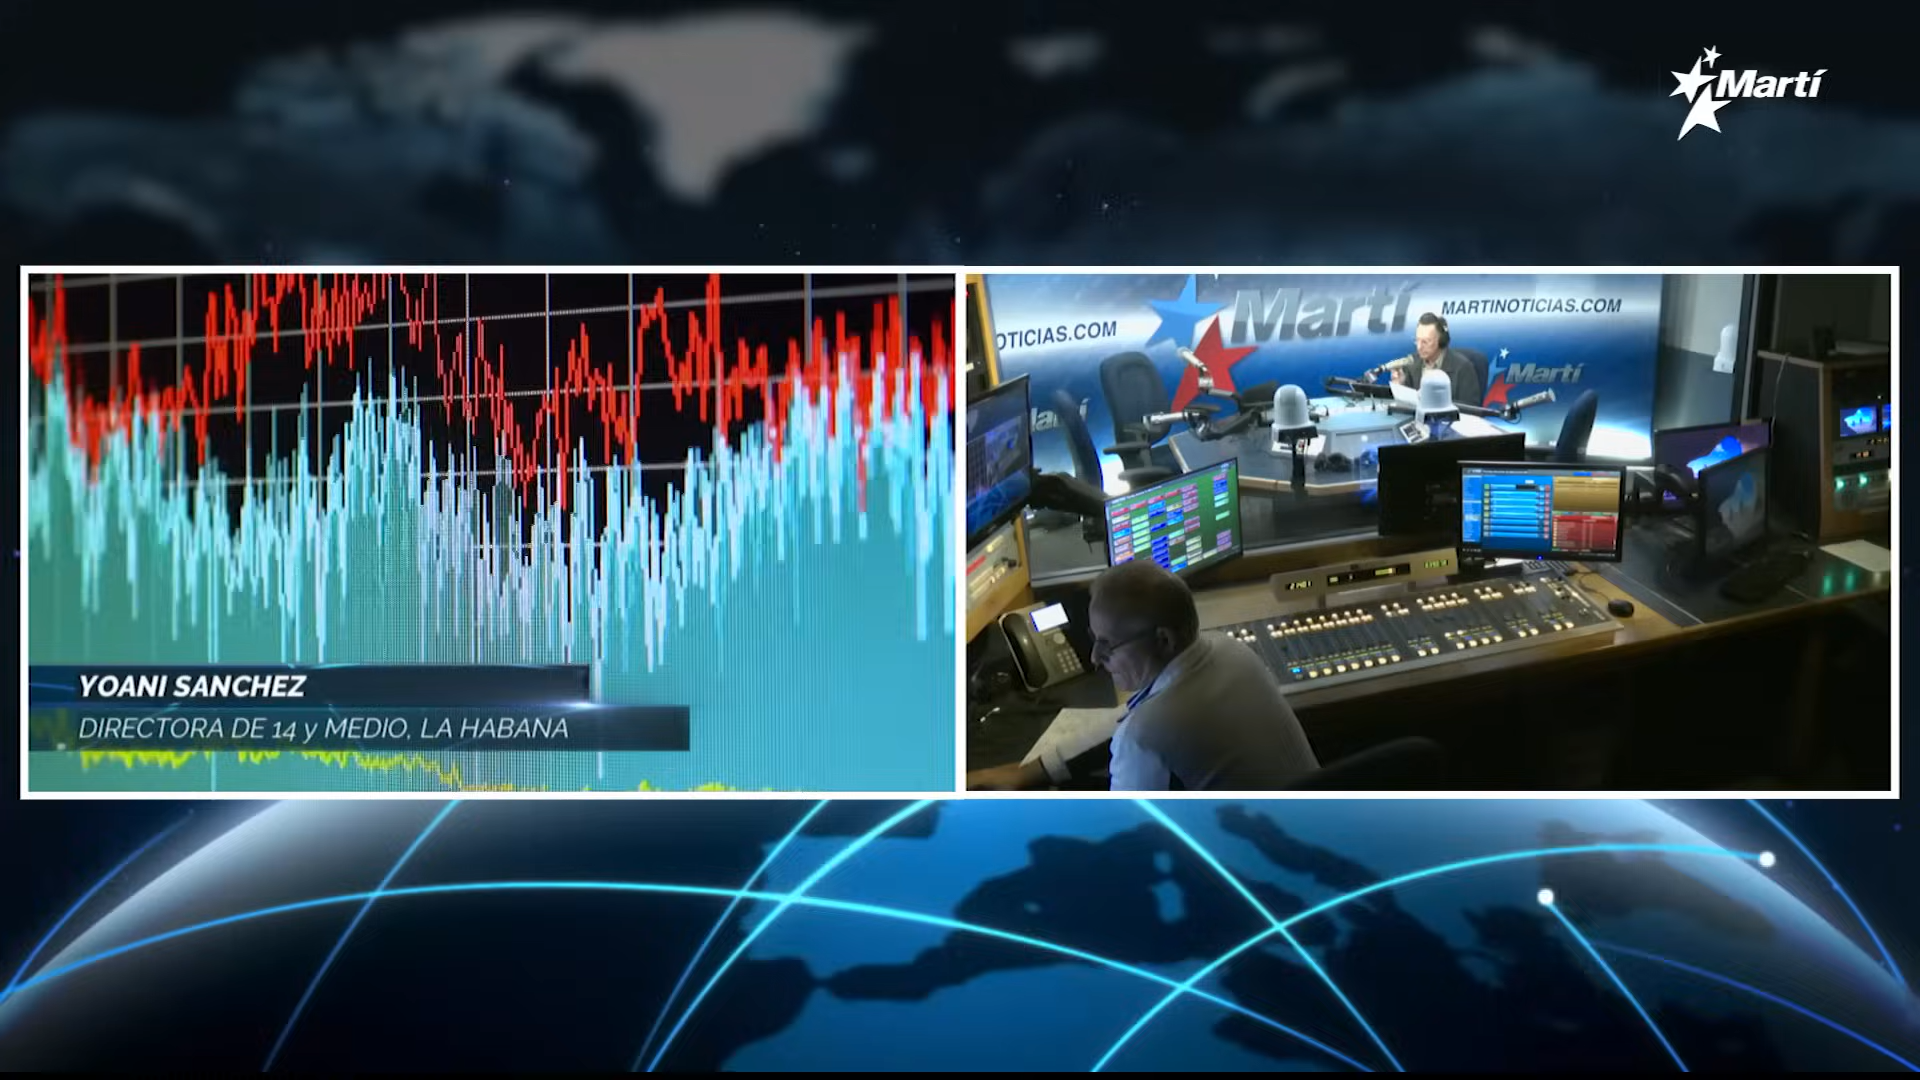 Martí
OTICIAS.COM
Martí
MARTINOTICIAS.COM
Martí
YOANI SANCHEZ
DIRECTORA DE 14 y MEDIO, LA HABANA